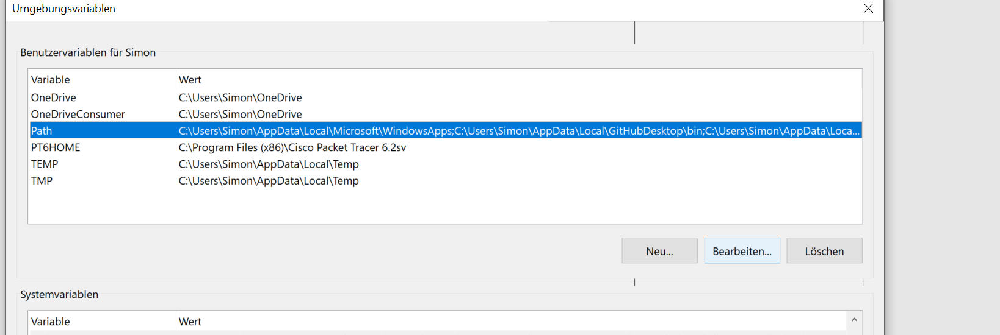 Umgebungsvariablen
Benutzervariablen für Simon
Variable Wert
OneDrive C:\Users\Simon\OneDrive
OneDriveConsumer C:\Users\Simon\OneDrive
Path C:\Users\Simon\AppData\Local\Microsoft\WindowsApps;C:\Users\Simon\AppData\Local\GitHubDesktop\bin;C:\Users\Simon\AppData\Loca...
PT6HOME C:\Program Files (x86)\Cisco Packet Tracer 6.2sv
TEMP C:\Users\Simon\AppData\Local\Temp
TMP C:\Users\Simon\AppData\Local\Temp
Neu... Bearbeiten... Löschen
Systemvariablen
Variable Wert